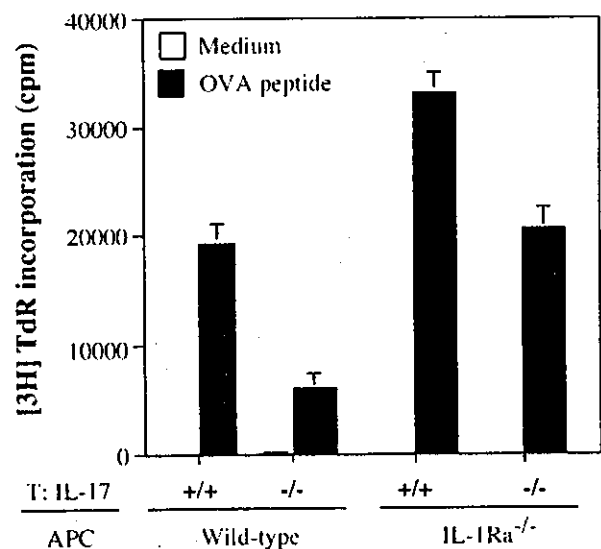 40000
30000
20000
10000
0
[3H] TdR incorporation (cpm)
Medium
OVA peptide
T: IL-17 +/+ -/- +/+ -/-
APC Wild-type IL-1Ra-/-